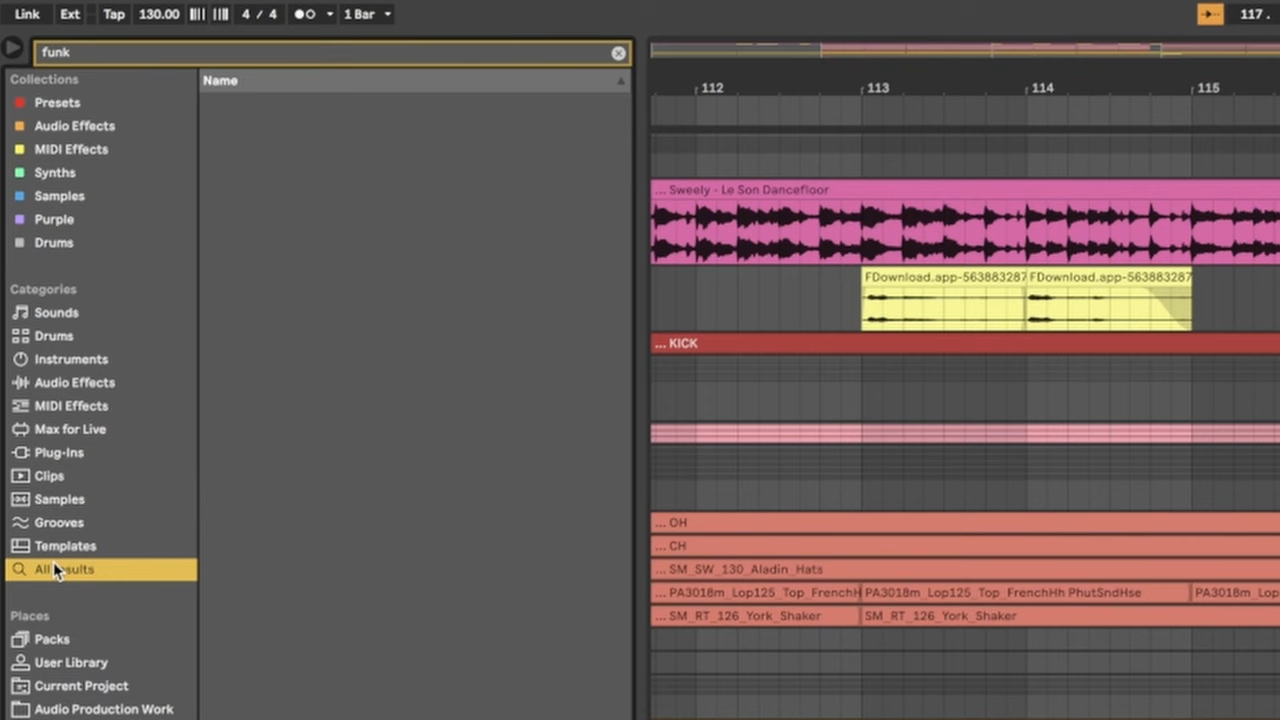 Link Ext Tap 130.00 4 / 4 1 Bar 117 .
funk
Collections
Name
Presets
Audio Effects
MIDI Effects
Synths
Samples
Purple
Drums
Categories
Sounds
Drums
Instruments
Audio Effects
MIDI Effects
Max for Live
Plug-Ins
Clips
Samples
Grooves
Templates
Places
Packs
User Library
Current Project
Audio Production Work
112 113 114 115
... Sweely - Le Son Dancefloor
FDownload.app-563883287 FDownload.app-563883287
... KICK
... OH
... CH
... SM_SW_130_Aladin_Hats
... PA3018m_Lop125_Top_FrenchH PA3018m_Lop125_Top_FrenchHh PhutSndHse PA3018m_Lop
... SM_RT_126_York_Shaker SM_RT_126_York_Shaker